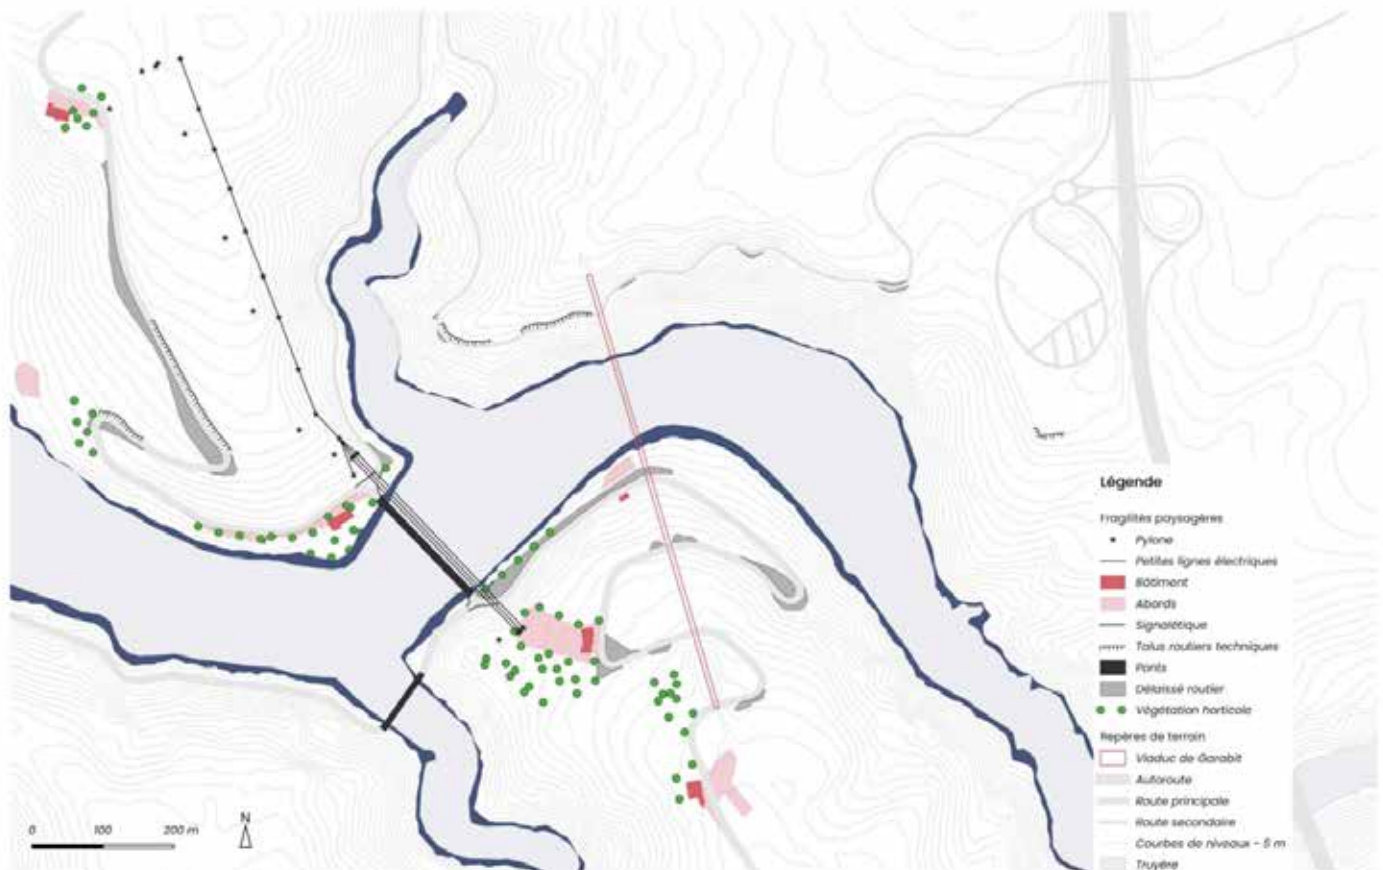 Légende
Fragilités paysagères
Pylone
Petites lignes électriques
Bâtiment
Abords
Signalétique
Talus routiers techniques
Ponts
Délaissé routier
Végétation horticole
Repères de terrain
Viaduc de Garabit
Autoroute
Route principale
Route secondaire
Courbes de niveaux - 5 m
Truyère
0 100 200 m
N